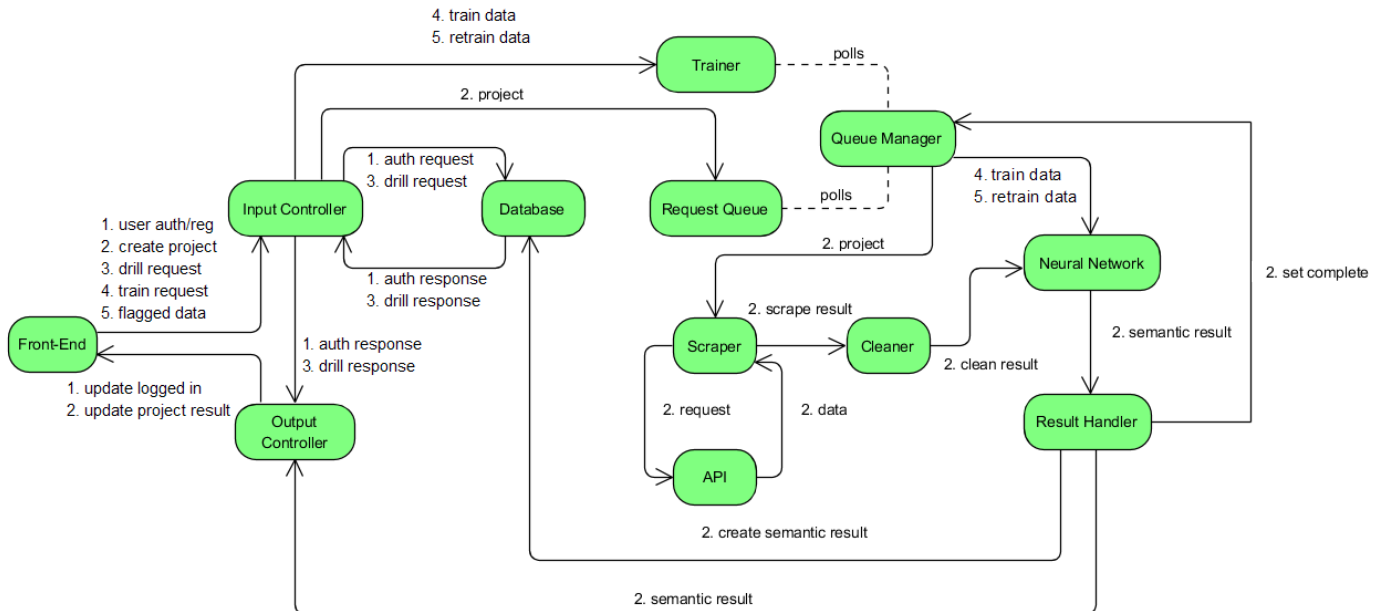 4. train data
5. retrain data
Trainer
polls
2. project
Queue Manager
1. auth request
3. drill request
4. train data
5. retrain data
Input Controller
Database
Request Queue
polls
1. user auth/reg
2. create project
3. drill request
4. train request
5. flagged data
2. project
Neural Network
2. set complete
1. auth response
3. drill response
2. scrape result
Front-End
1. auth response
3. drill response
Scraper
Cleaner
2. semantic result
2. clean result
1. update logged in
2. update project result
2. request
2. data
Output
Controller
Result Handler
API
2. create semantic result
2. semantic result